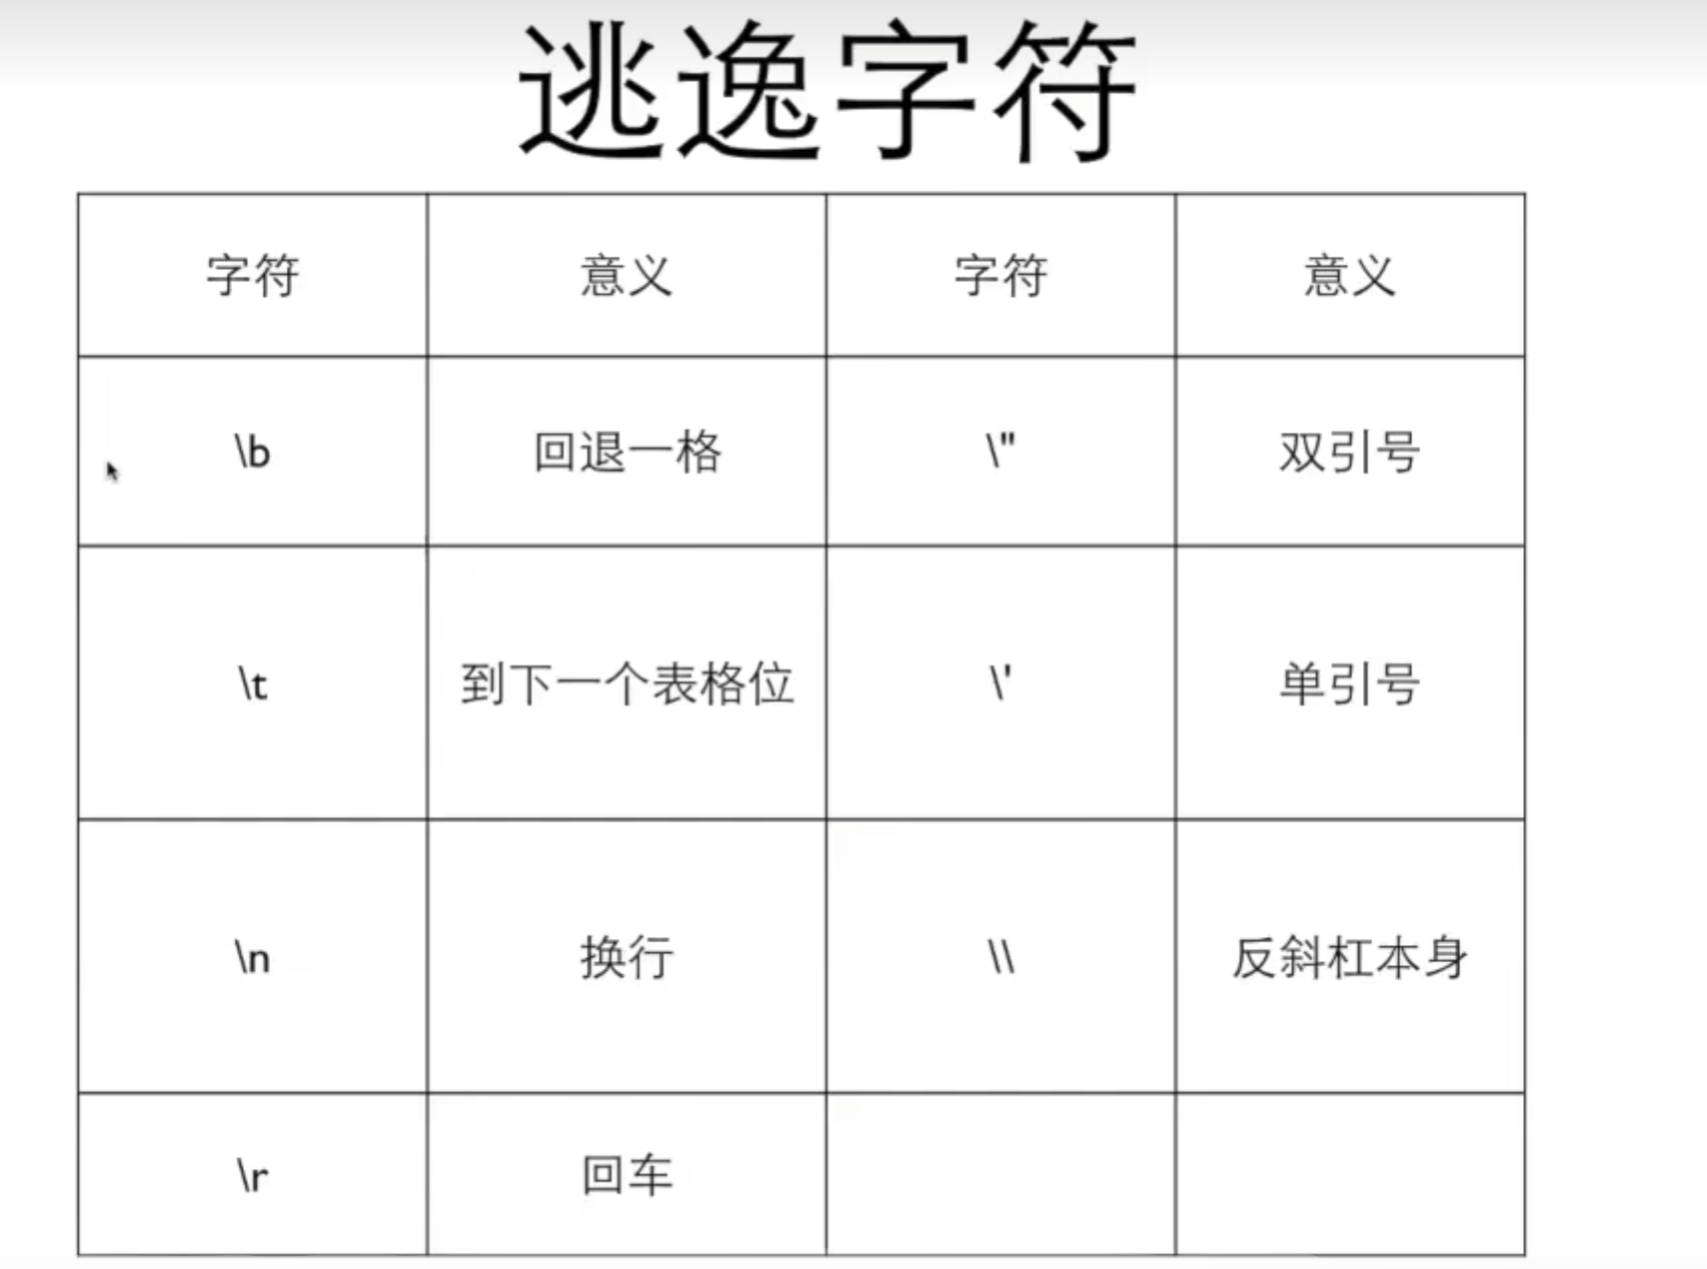 逃逸字符
字符 意义 字符 意义
\b 回退一格 \" 双引号
\t 到下一个表格位 \' 单引号
\n 换行 \\ 反斜杠本身
\r 回车